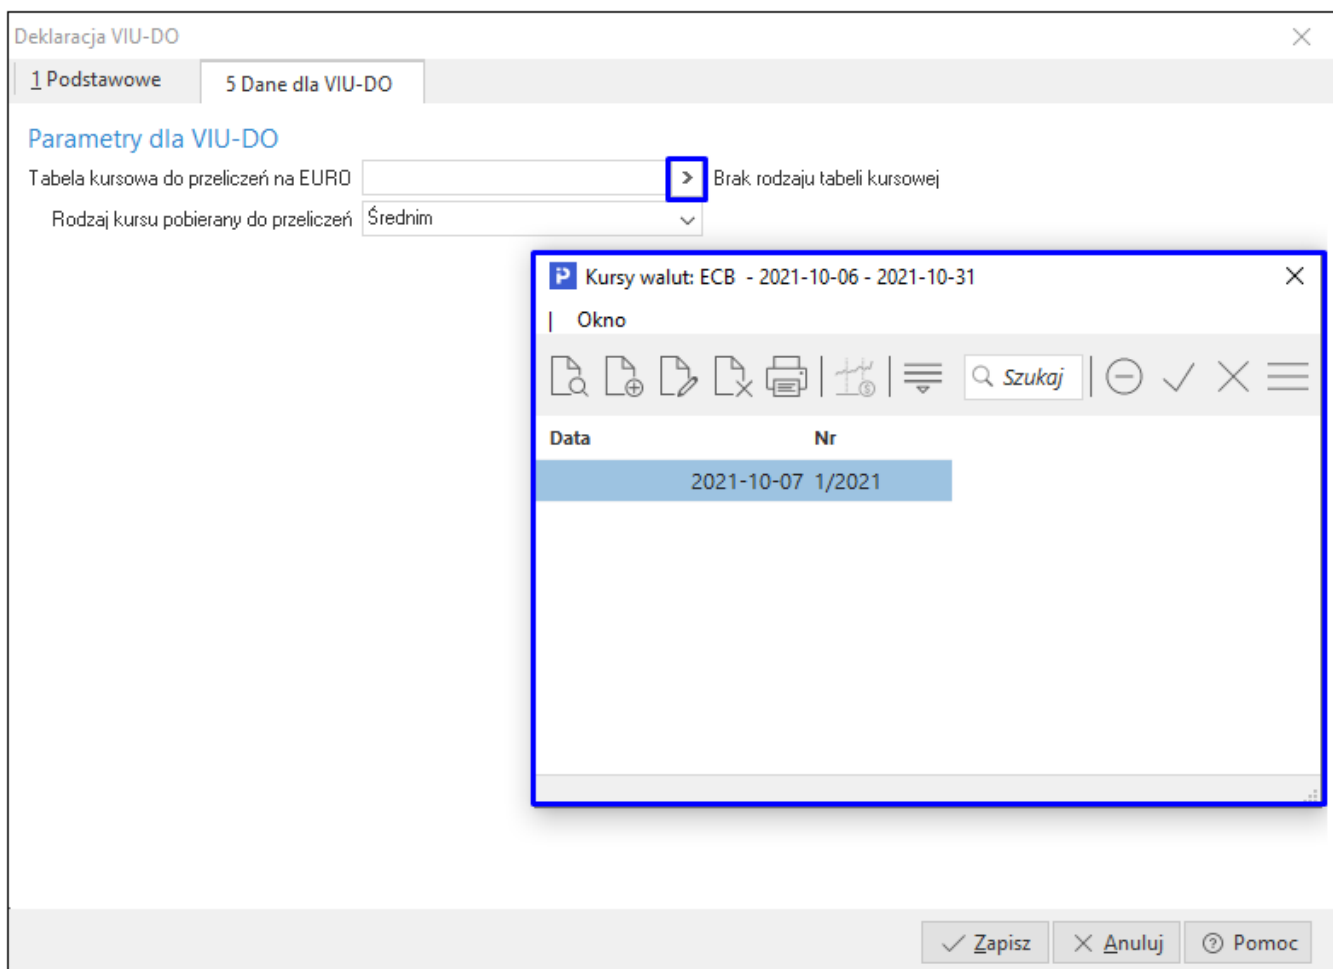 Deklaracja VIU-DO
1 Podstawowe
5 Dane dla VIU-DO
Parametry dla VIU-DO
Tabela kursowa do przeliczeń na EURO
Brak rodzaju tabeli kursowej
Rodzaj kursu pobierany do przeliczeń Średnim
Kursy walut: ECB - 2021-10-06 - 2021-10-31
Okno
Szukaj
Data Nr
2021-10-07 1/2021
Zapisz Anuluj Pomoc